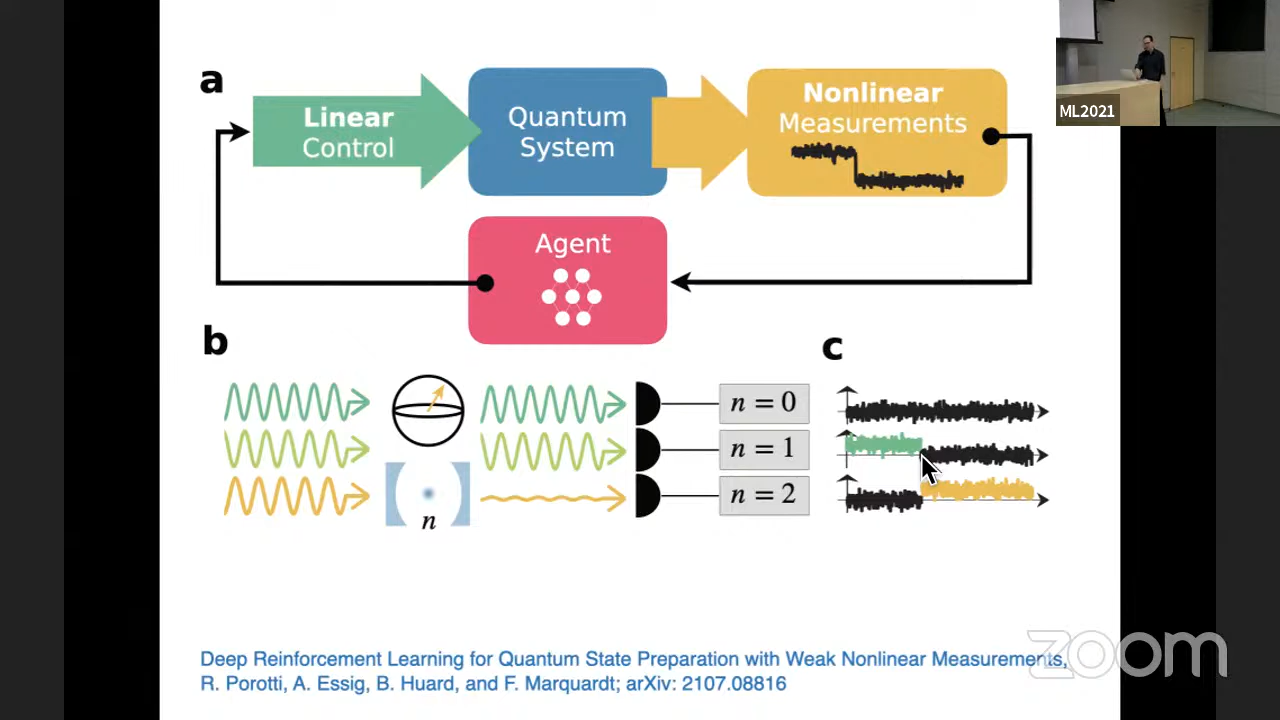 a
Linear
Control
Quantum
System
Nonlinear
Measurements
Agent
b
n = 0
n = 1
n = 2
n
c
Deep Reinforcement Learning for Quantum State Preparation with Weak Nonlinear Measurements,
R. Porotti, A. Essig, B. Huard, and F. Marquardt; arXiv: 2107.08816
ML2021
zoom